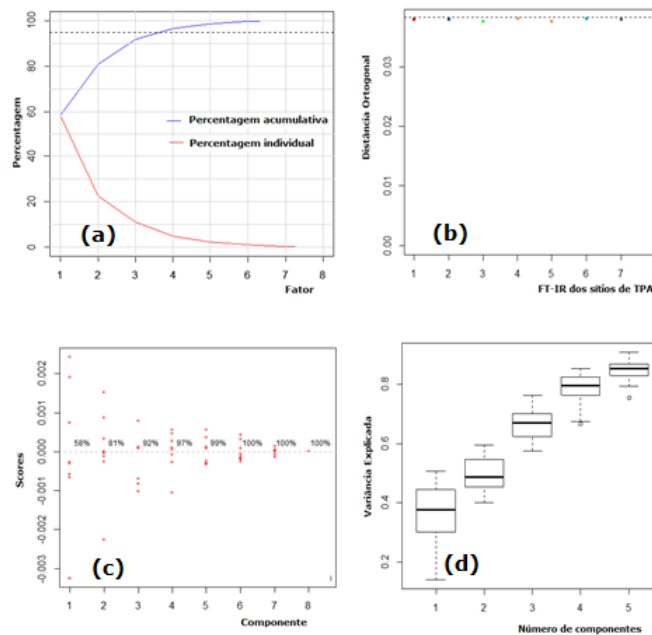 100
80
60
40
20
0
Percentagem
Percentagem acumulativa
Percentagem individual
(a)
1 2 3 4 5 6 7 8
Fator
0.03
0.02
0.01
0.00
Distância Ortogonal
(b)
1 2 3 4 5 6 7
FT-IR dos sítios de TPA
0.002
0.001
0.000
-0.001
-0.002
-0.003
Scores
58% 81% 92% 97% 99% 100% 100% 100%
(c)
1 2 3 4 5 6 7 8
Componente
0.8
0.6
0.4
0.2
Variância Explicada
(d)
1 2 3 4 5
Número de componentes